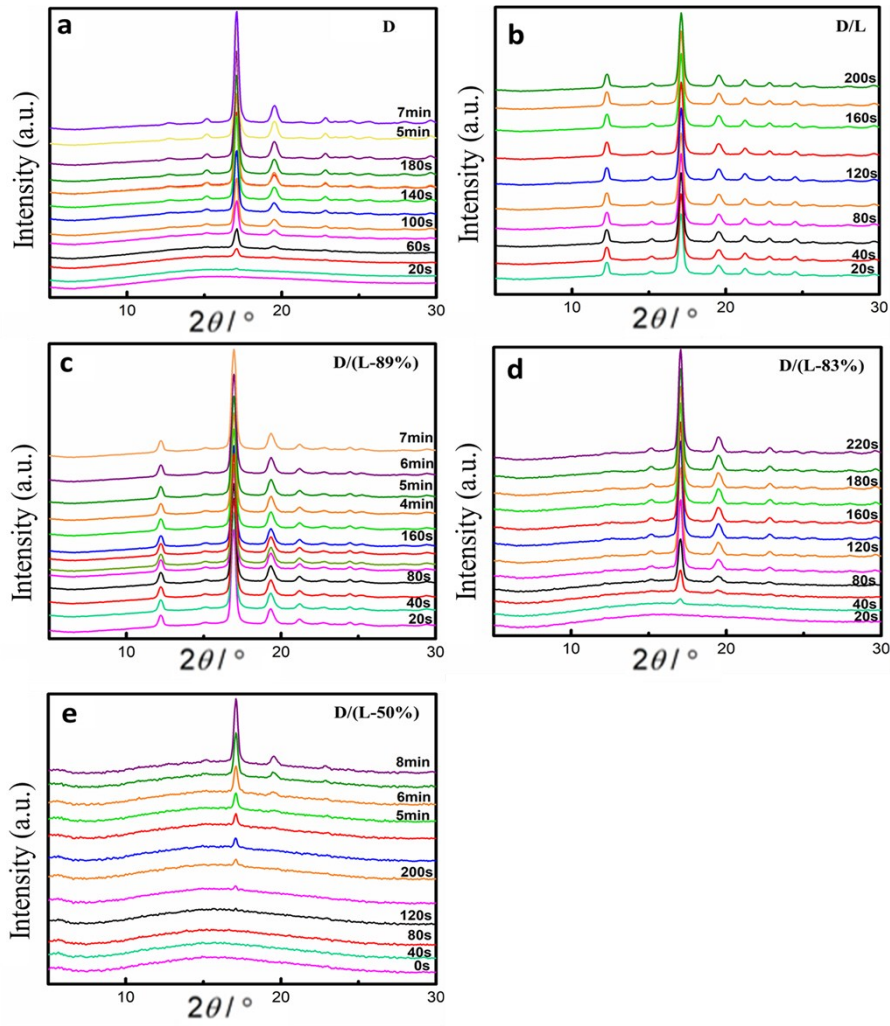 a
D
7min
5min
180s
140s
100s
60s
20s
Intensity (a.u.)
10
20
30
2θ/°
b
D/L
200s
160s
120s
80s
40s
20s
Intensity (a.u.)
10
20
30
2θ/°
c
D/(L-89%)
7min
6min
5min
4min
160s
80s
40s
20s
Intensity (a.u.)
10
20
30
2θ/°
d
D/(L-83%)
220s
180s
160s
120s
80s
40s
20s
Intensity (a.u.)
10
20
30
2θ/°
e
D/(L-50%)
8min
6min
5min
200s
120s
80s
40s
0s
Intensity (a.u.)
10
20
30
2θ/°